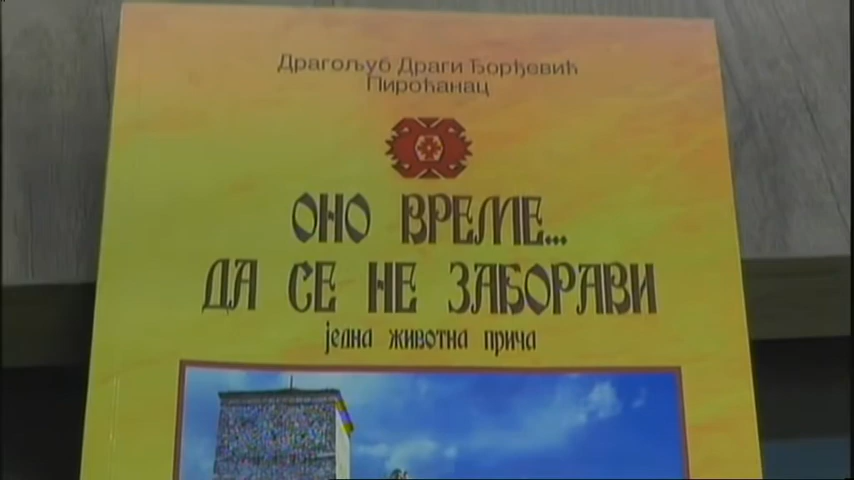 Драгољуб Драги Ђорђевић
Пироћанац
ОНО ВРЕМЕ...
ДА СЕ НЕ ЗАБОРАВИ
једна животна прича